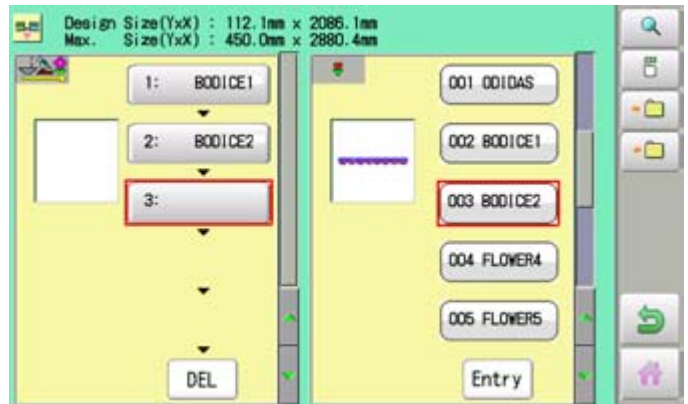 Design Size(YxX) : 112.1mm x 2086.1mm
Max. Size(YxX) : 450.0mm x 2880.4mm
1: BODICE1
2: BODICE2
3:
DEL
001 ODIDAS
002 BODICE1
003 BODICE2
004 FLOWER4
005 FLOWER5
Entry